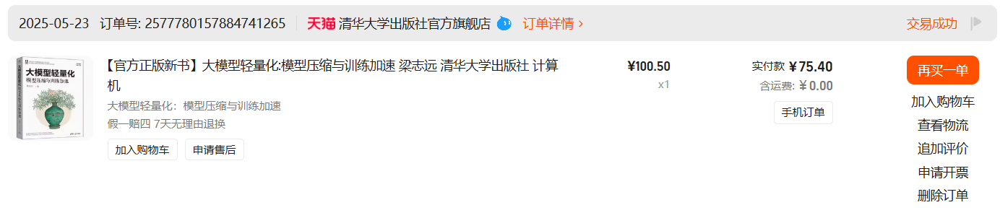 2025-05-23 订单号: 2577780157884741265 天猫 清华大学出版社官方旗舰店 订单详情 > 交易成功
【官方正版新书】大模型轻量化:模型压缩与训练加速 梁志远 清华大学出版社 计算 ¥100.50 实付款 ¥75.40 再买一单
机 x1 含运费: ¥0.00
大模型轻量化：模型压缩与训练加速 手机订单 加入购物车
假一赔四 7天无理由退换 查看物流
加入购物车 申请售后 追加评价
申请开票
删除订单
大模型轻量化
模型压缩与训练加速